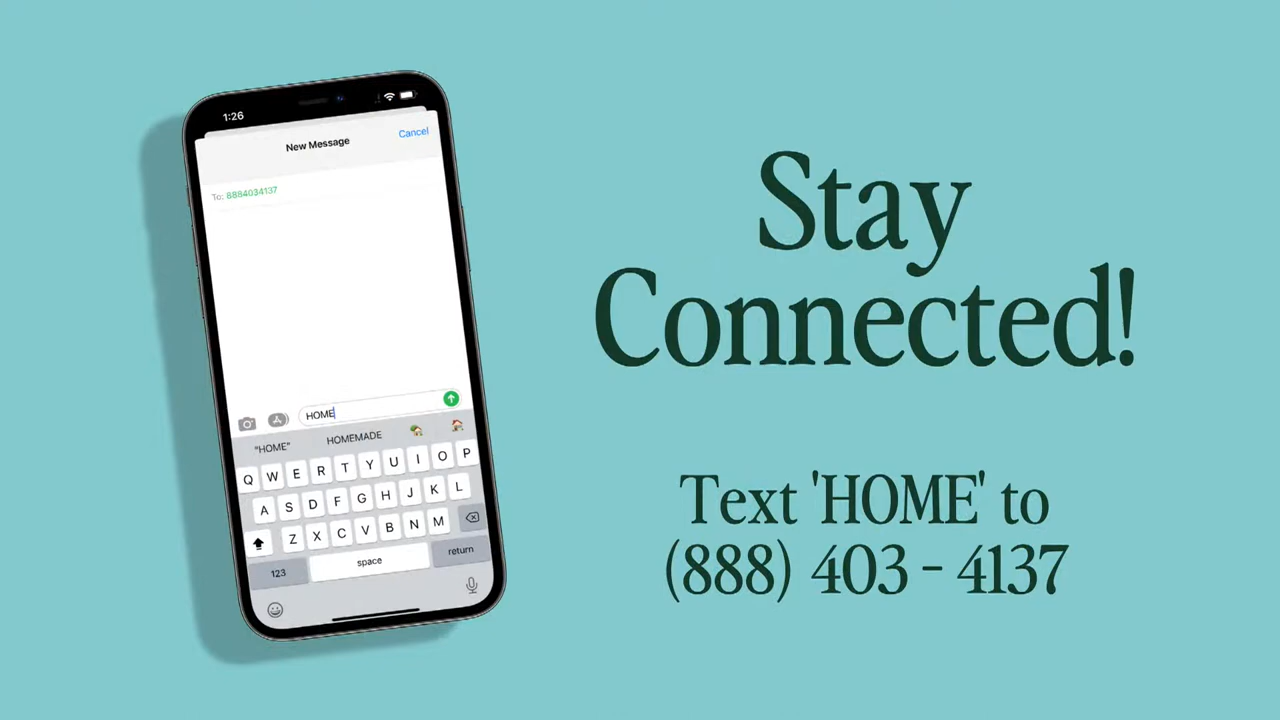 1:26
New Message
Cancel
To: 8884034137
HOME
"HOME" HOMEMADE
Q W E R T Y U I O P
A S D F G H J K L
Z X C V B N M
123 space return
Stay
Connected!
Text 'HOME' to
(888) 403 - 4137